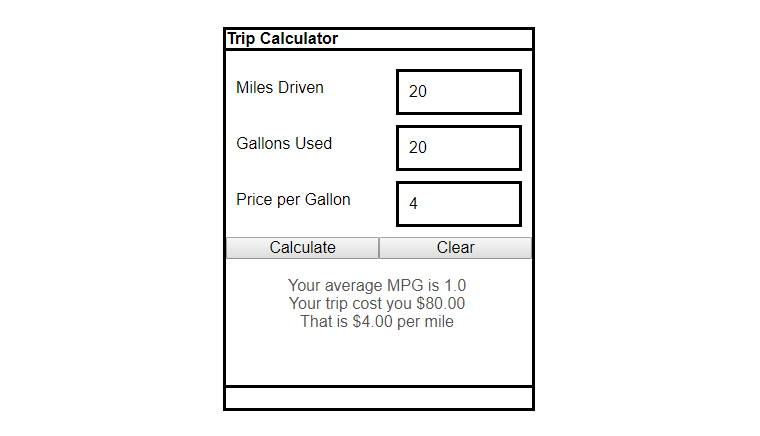 Trip Calculator
Miles Driven 20
Gallons Used 20
Price per Gallon 4
Calculate Clear
Your average MPG is 1.0
Your trip cost you $80.00
That is $4.00 per mile